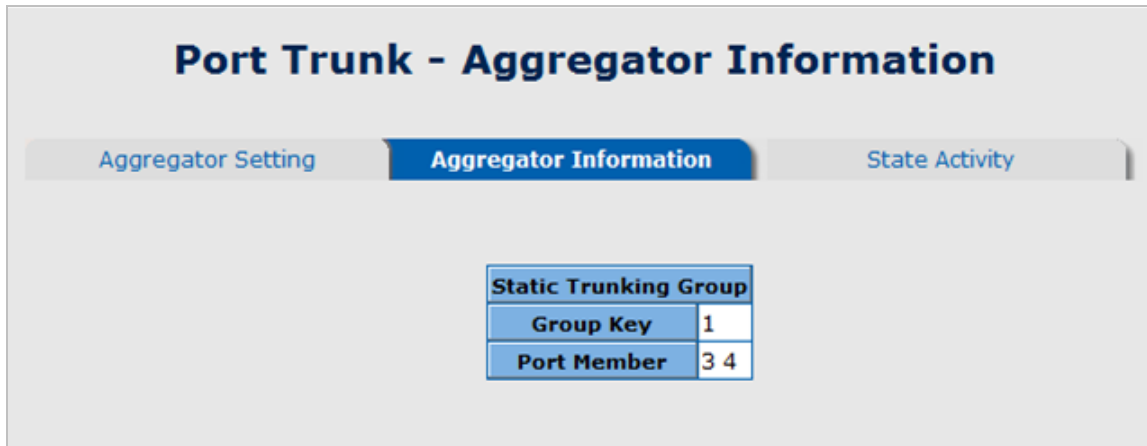 Port Trunk - Aggregator Information
Aggregator Setting Aggregator Information State Activity
Static Trunking Group
Group Key 1
Port Member 3 4